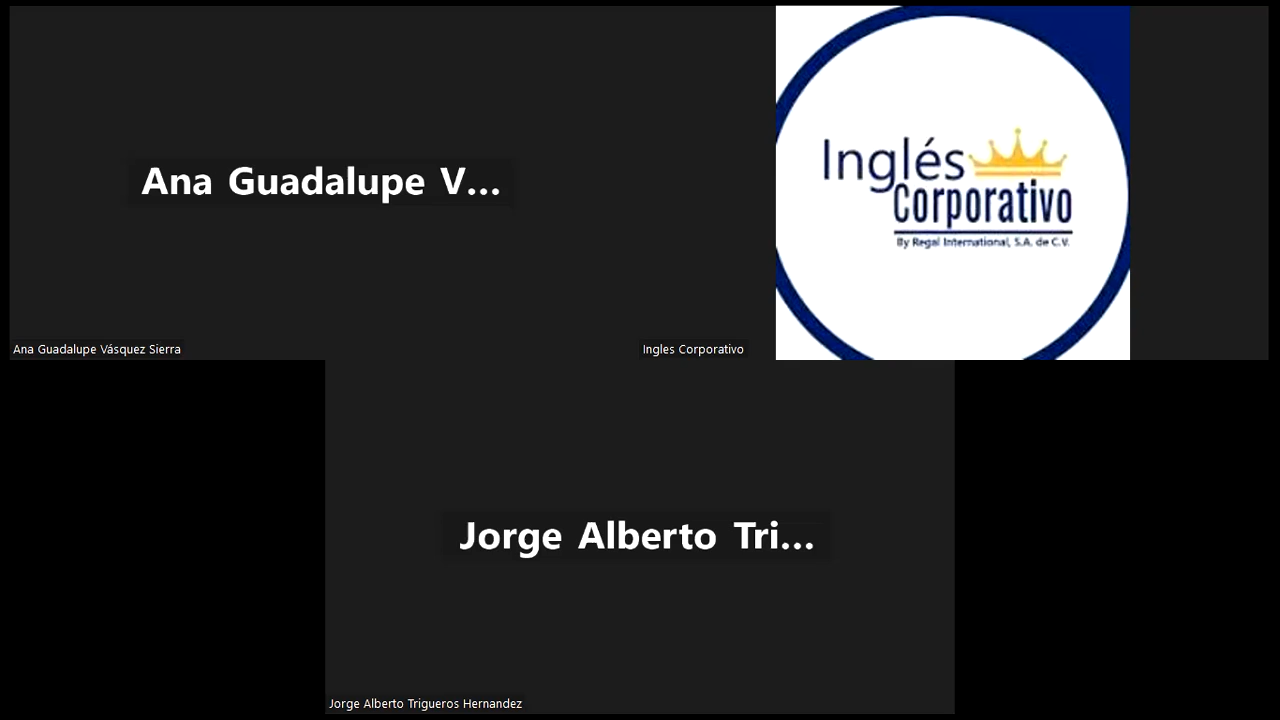 Ana Guadalupe V...
Inglés
Corporativo
By Regal International, S.A. de C.V.
Ana Guadalupe Vásquez Sierra
Ingles Corporativo
Jorge Alberto Tri...
Jorge Alberto Trigueros Hernandez